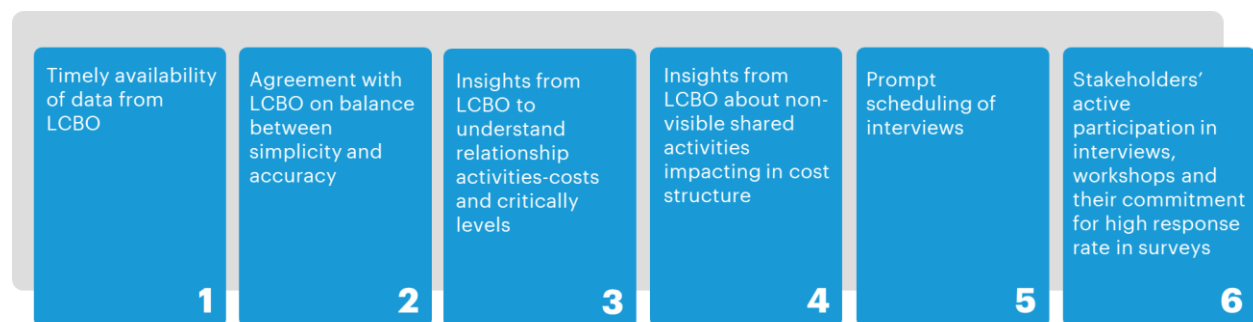 Timely availability
of data from
LCBO
1
Agreement with
LCBO on balance
between
simplicity and
accuracy
2
Insights from
LCBO to
understand
relationship
activities-costs
and critically
levels
3
Insights from
LCBO about non-
visible shared
activities
impacting in cost
structure
4
Prompt
scheduling of
interviews
5
Stakeholders’
active
participation in
interviews,
workshops and
their commitment
for high response
rate in surveys
6